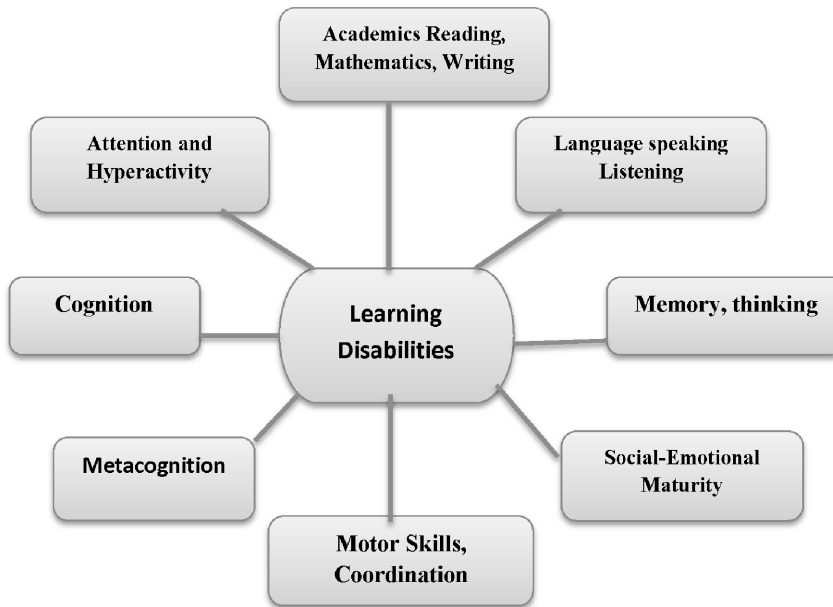 Academics Reading,
Mathematics, Writing
Attention and
Hyperactivity
Language speaking
Listening
Cognition
Learning
Disabilities
Memory, thinking
Metacognition
Social-Emotional
Maturity
Motor Skills,
Coordination